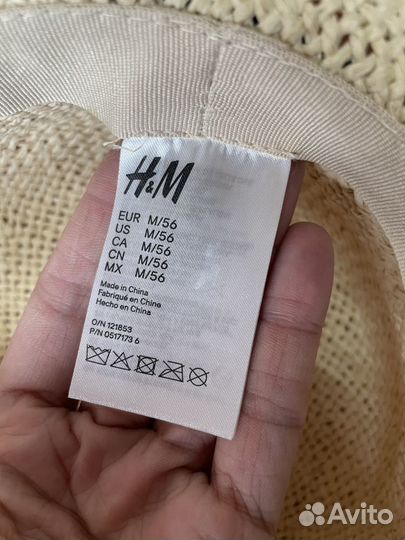 H&M
EUR M/56
US M/56
CA M/56
CN M/56
MX M/56
Made in China
Fabriqué en Chine
Hecho en China
O/N 121853
P/N 0517173 6
Avito